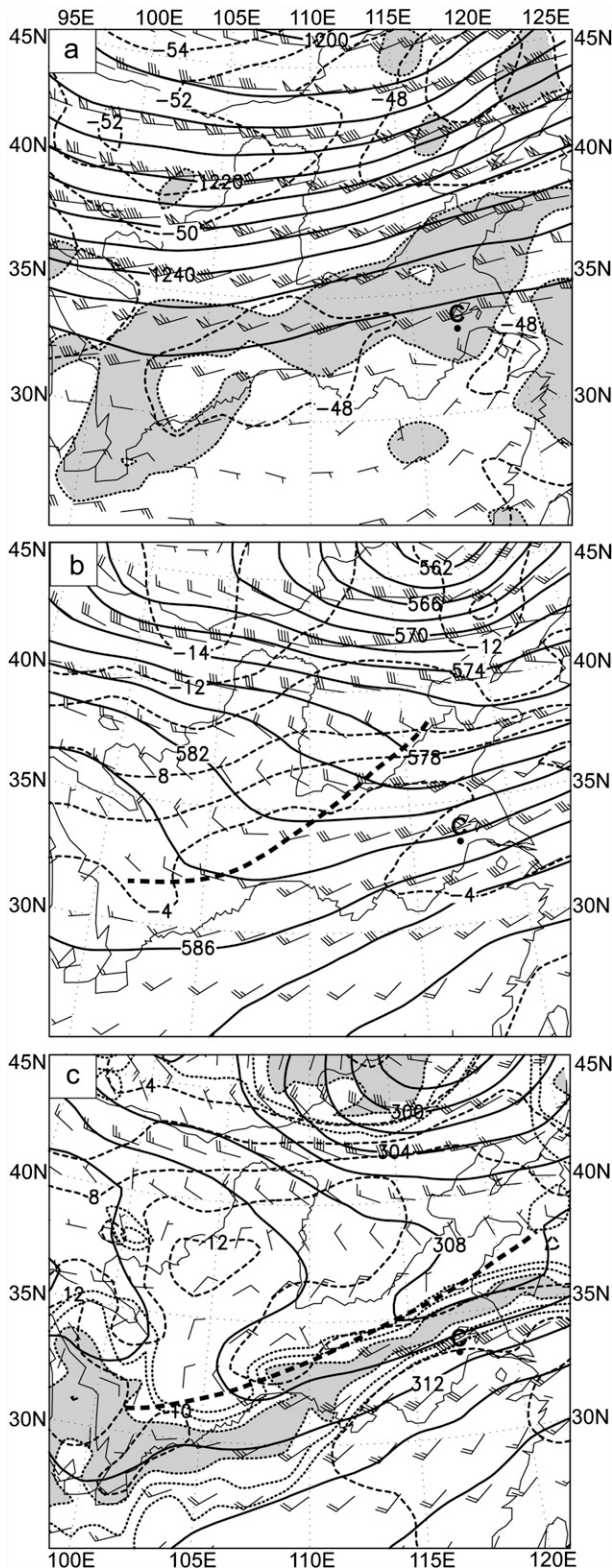 95E 100E 105E 110E 115E 120E 125E
45N a -54 1200 45N
-52 -48
-52
40N 40N
1220
-50
35N 1240 35N
C
-48
30N -48 30N
45N b 562 45N
566
570
-14 -12
40N 574 40N
-12
582 578
35N 8 35N
C
30N -4 -4 30N
586
45N c 4 45N
300
304
40N 40N
8
12 308
35N 12 35N
C
312
30N 10 30N
100E 105E 110E 115E 120E